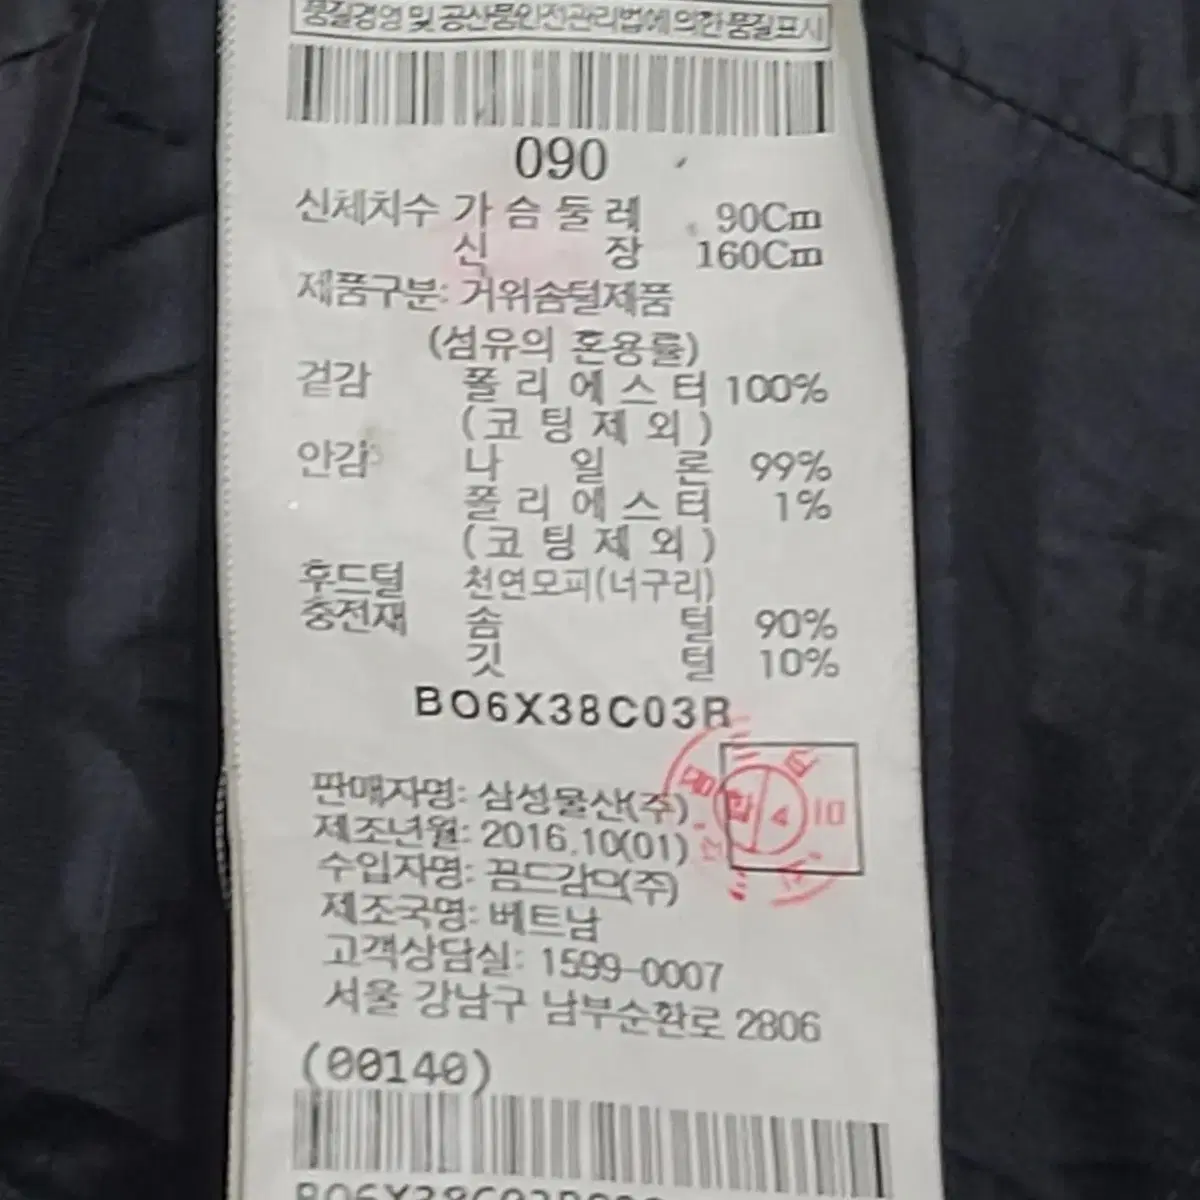 품질경영 및 공산품안전관리법에 의한 품질표시
090
신체치수 가슴둘레 90Cm
신장 160Cm
제품구분: 거위솜털제품
(섬유의 혼용률)
겉감 폴리에스터 100%
(코팅제외)
안감 나일론 99%
폴리에스터 1%
(코팅제외)
후드털 천연모피(너구리)
충전재 솜털 90%
깃털 10%
BO6X38C03R
판매자명: 삼성물산(주)
제조년월: 2016.10(01)
수입자명: 꼼드감의(주)
제조국명: 베트남
고객상담실: 1599-0007
서울 강남구 남부순환로 2806
(00140)